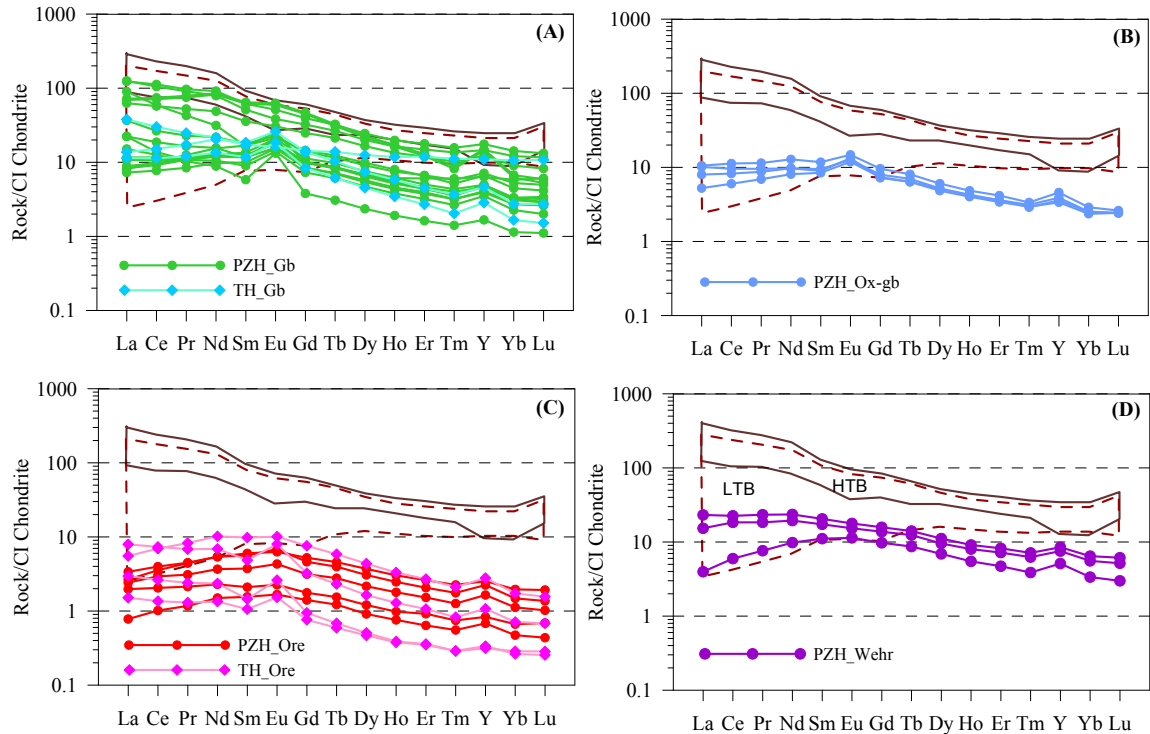 (A)
1000
100
10
1
0.1
Rock/CI Chondrite
PZH_Gb
TH_Gb
La Ce Pr Nd Sm Eu Gd Tb Dy Ho Er Tm Y Yb Lu
(B)
1000
100
10
1
0.1
Rock/CI Chondrite
PZH_Ox-gb
La Ce Pr Nd Sm Eu Gd Tb Dy Ho Er Tm Y Yb Lu
(C)
1000
100
10
1
0.1
Rock/CI Chondrite
PZH_Ore
TH_Ore
La Ce Pr Nd Sm Eu Gd Tb Dy Ho Er Tm Y Yb Lu
(D)
1000
100
10
1
0.1
Rock/CI Chondrite
LTB HTB
PZH_Wehr
La Ce Pr Nd Sm Eu Gd Tb Dy Ho Er Tm Y Yb Lu